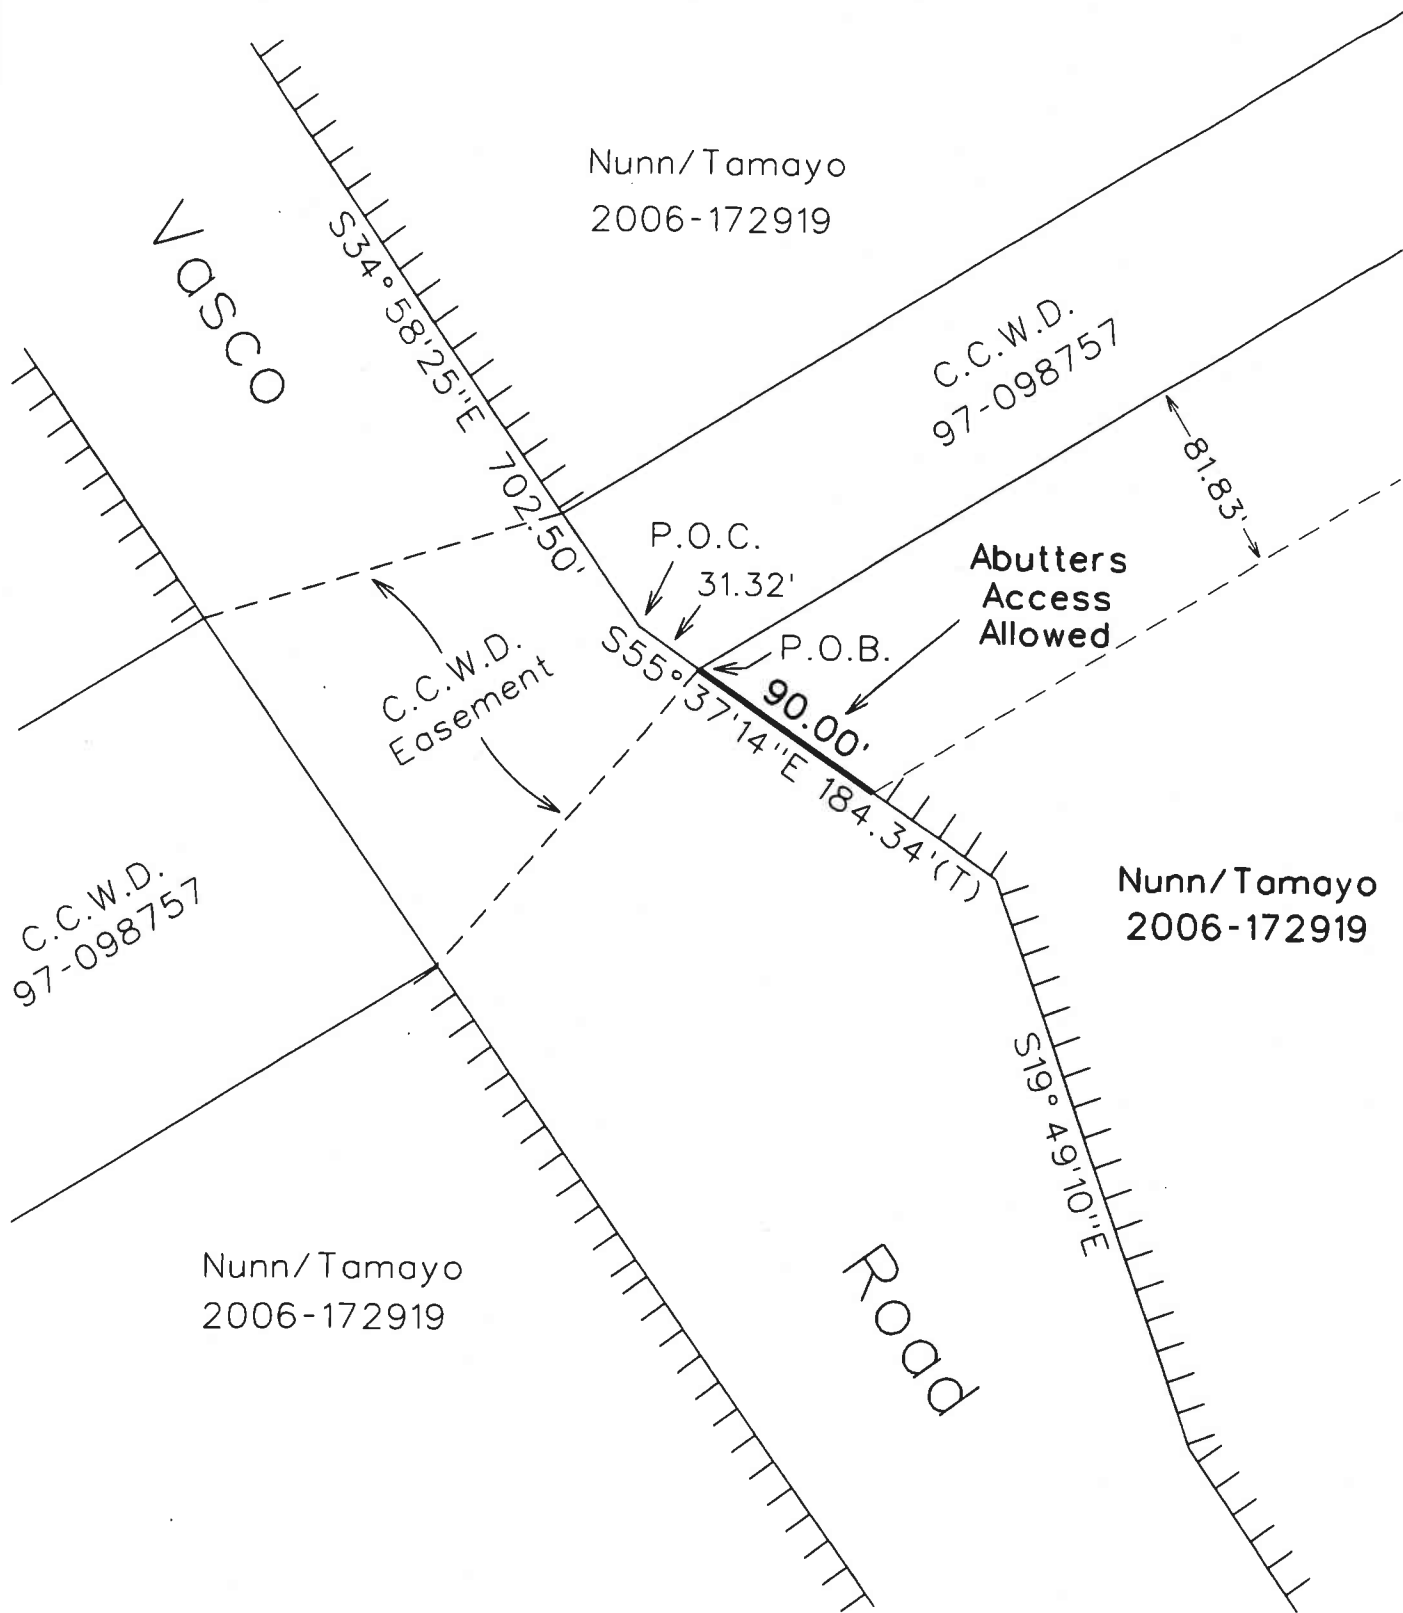 Nunn/Tamayo
2006-172919
Vasco
S34°58'25"E 702.50'
C.C.W.D.
97-098757
81.83'
P.O.C.
31.32'
Abutters
Access
Allowed
P.O.B.
90.00'
S55°37'14"E 184.34'(T)
C.C.W.D.
Easement
C.C.W.D.
97-098757
Nunn/Tamayo
2006-172919
S19°49'10"E
Nunn/Tamayo
2006-172919
Road